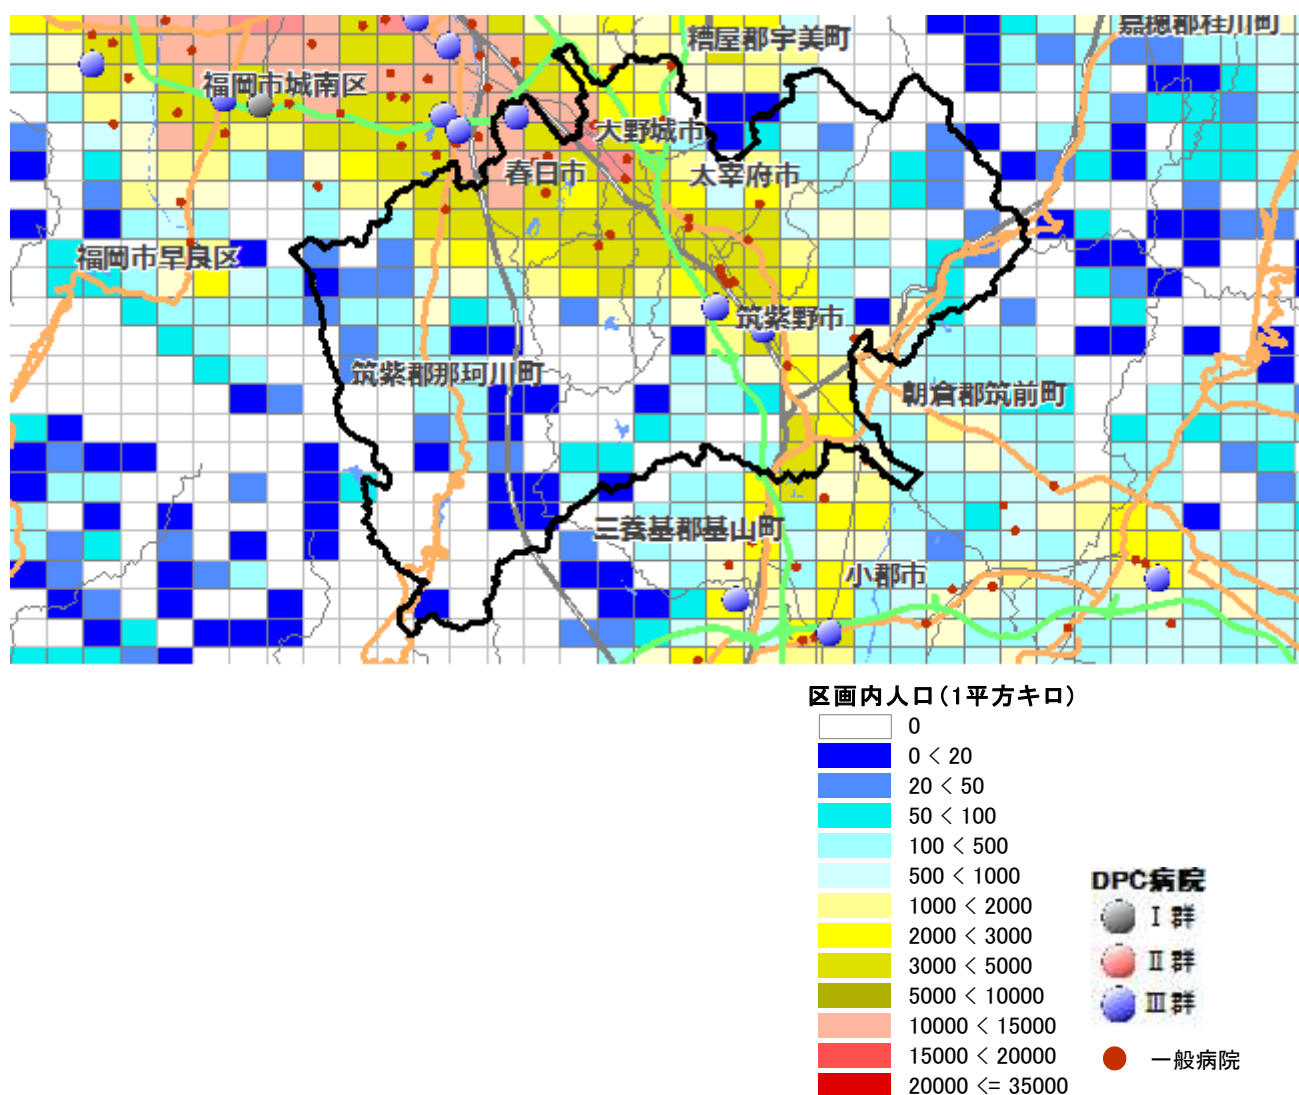 嘉穂郡桂川町
糟屋郡宇美町
福岡市城南区
大野城市
春日市
太宰府市
福岡市早良区
筑紫野市
筑紫郡那珂川町
朝倉郡筑前町
三養基郡基山町
小郡市
区画内人口(1平方キロ)
0
0 < 20
20 < 50
50 < 100
100 < 500
500 < 1000
1000 < 2000
2000 < 3000
3000 < 5000
5000 < 10000
10000 < 15000
15000 < 20000
20000 <= 35000
DPC病院
Ⅰ群
Ⅱ群
Ⅲ群
一般病院